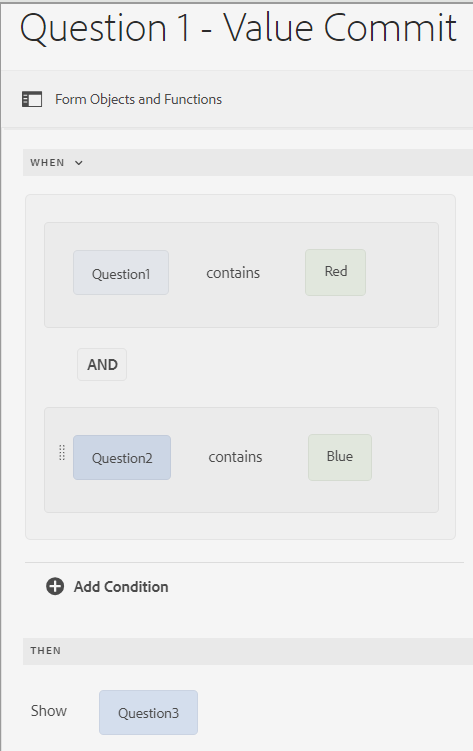 Question 1 - Value Commit
Form Objects and Functions
WHEN
Question1 contains Red
AND
Question2 contains Blue
Add Condition
THEN
Show Question3